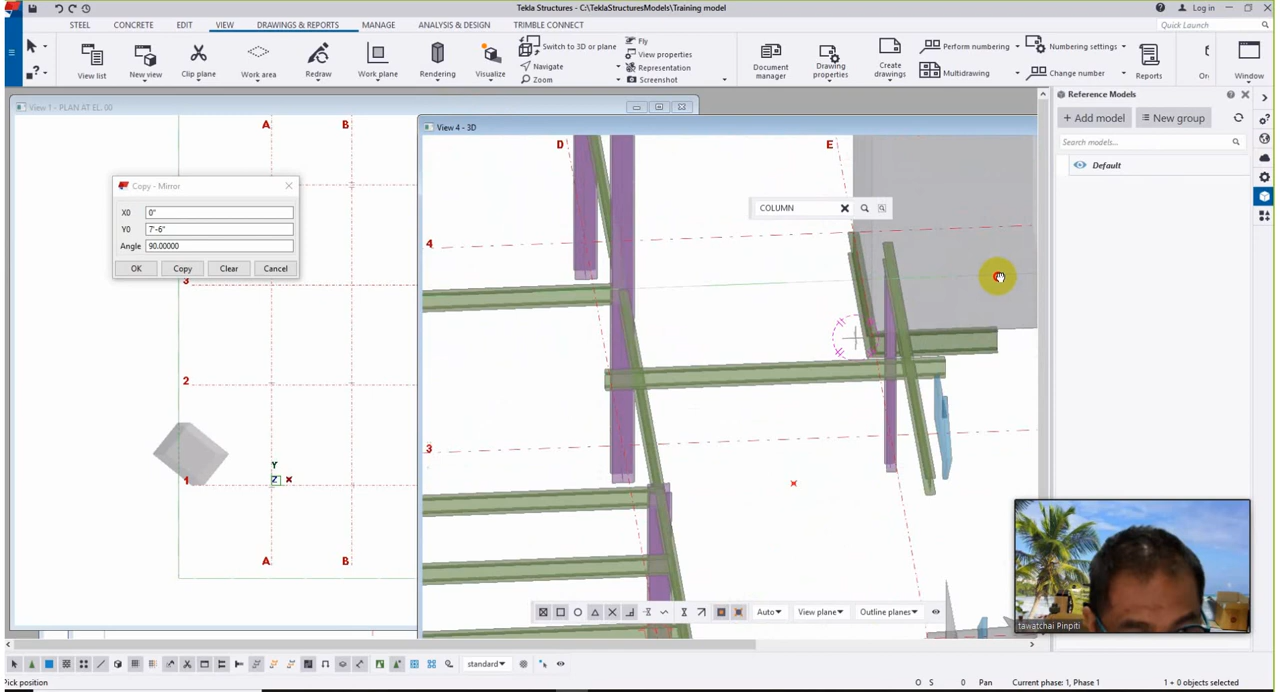 Tekla Structures - C:\TeklaStructuresModels\Training model
Log in
STEEL CONCRETE EDIT VIEW DRAWINGS & REPORTS MANAGE ANALYSIS & DESIGN TRIMBLE CONNECT
Quick Launch
View list
New view
Clip plane
Work area
Redraw
Work plane
Rendering
Visualize
Switch to 3D or plane
Navigate
Zoom
Fly
View properties
Representation
Screenshot
Document manager
Drawing properties
Create drawings
Perform numbering
Multidrawing
Numbering settings
Change number
Reports
Window
View 1 - PLAN AT EL. 00
View 4 - 3D
Reference Models
+ Add model
New group
Search models...
Default
A B
Copy - Mirror
X0 0"
Y0 7'-6"
Angle 90.00000
OK Copy Clear Cancel
3
2
1
Y
Z
x
A B
D E
COLUMN
4
3
Auto
View plane
Outline planes
tawatchai Pinpiti
standard
Pick position
O S 0 Pan Current phase: 1, Phase 1 1 + 0 objects selected